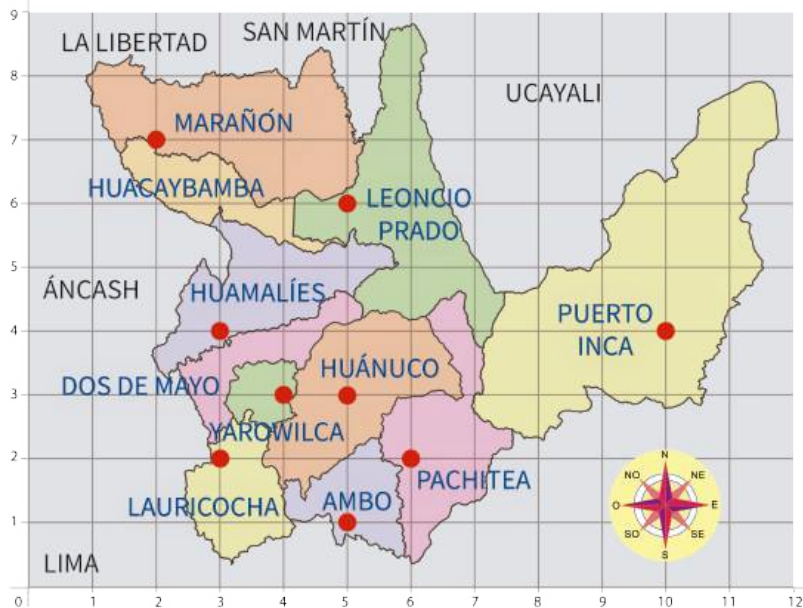 9
SAN MARTÍN
LA LIBERTAD
8
UCAYALI
MARAÑÓN
7
HUACAYBAMBA
LEONCIO
6
PRADO
5
ÁNCASH
HUAMALÍES
PUERTO
4
INCA
HUÁNUCO
DOS DE MAYO
3
YAROWILCA
N
2
NO
NE
PACHITEA
LAURICOCHA
AMBO
O
E
1
SO
SE
S
LIMA
0 1 2 3 4 5 6 7 8 9 10 11 12